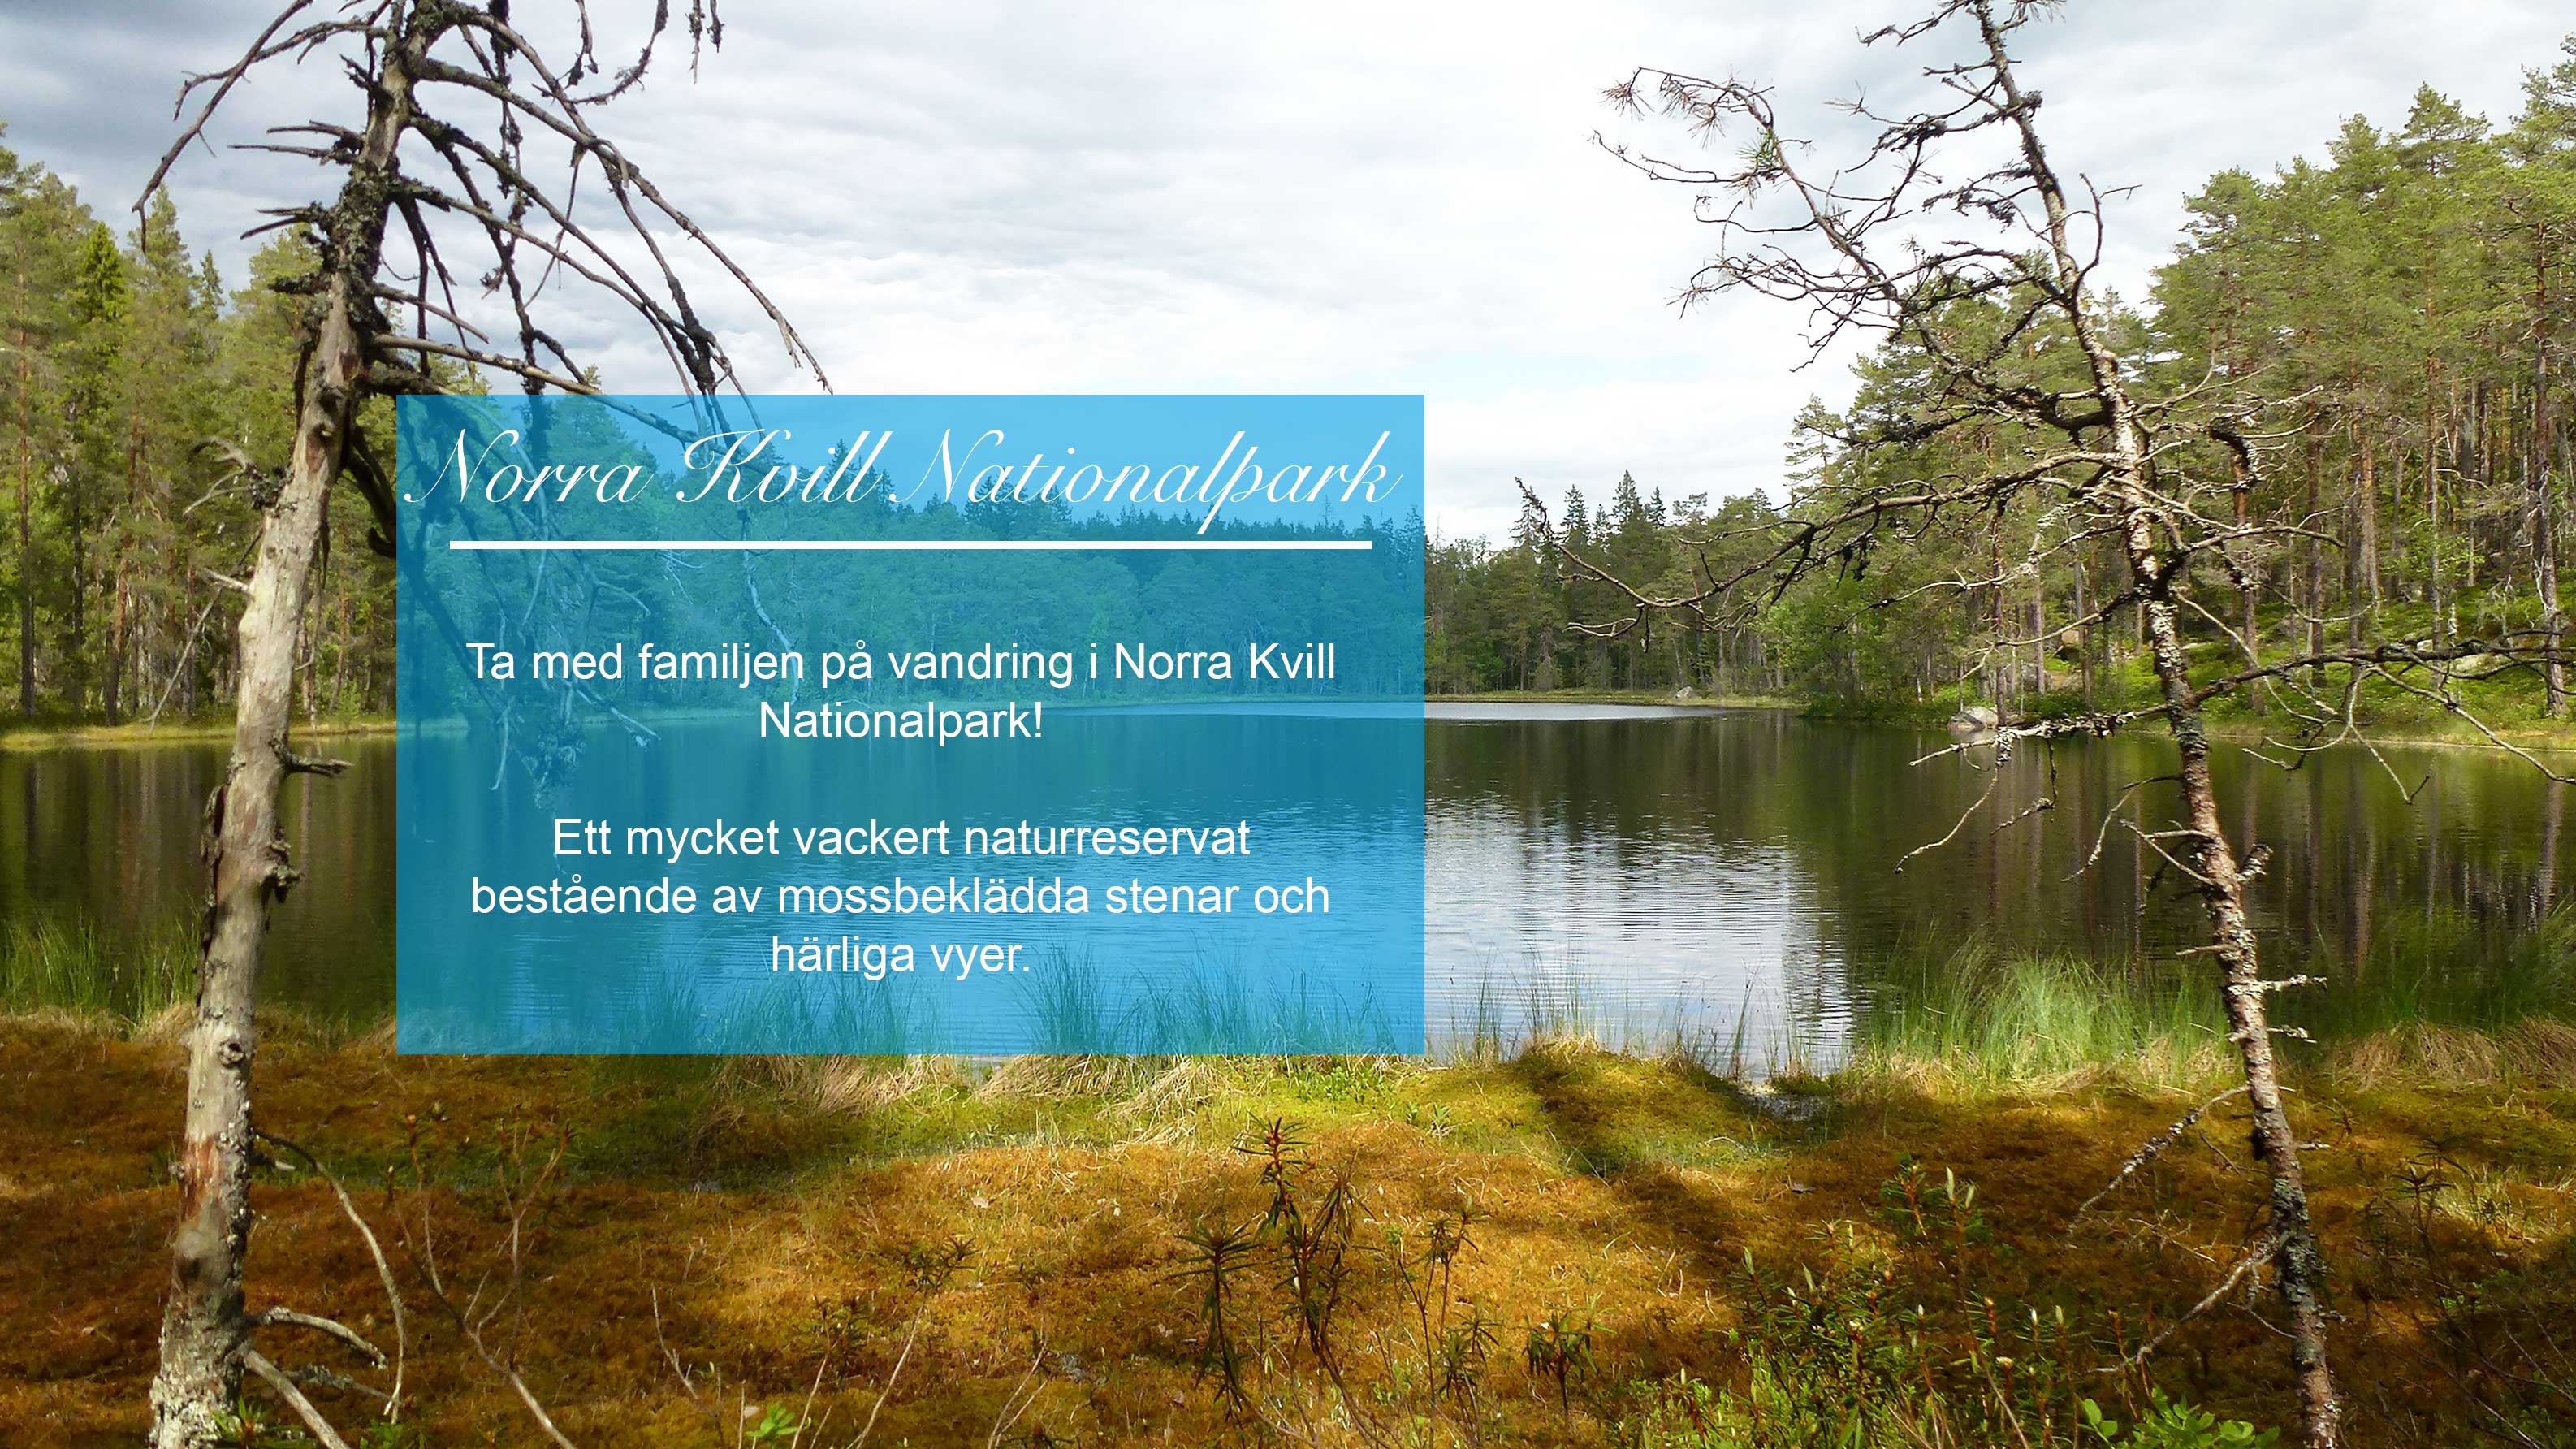 Norra Kvill Nationalpark
Ta med familjen på vandring i Norra Kvill
Nationalpark!
Ett mycket vackert naturreservat
bestående av mossbeklädda stenar och
härliga vyer.